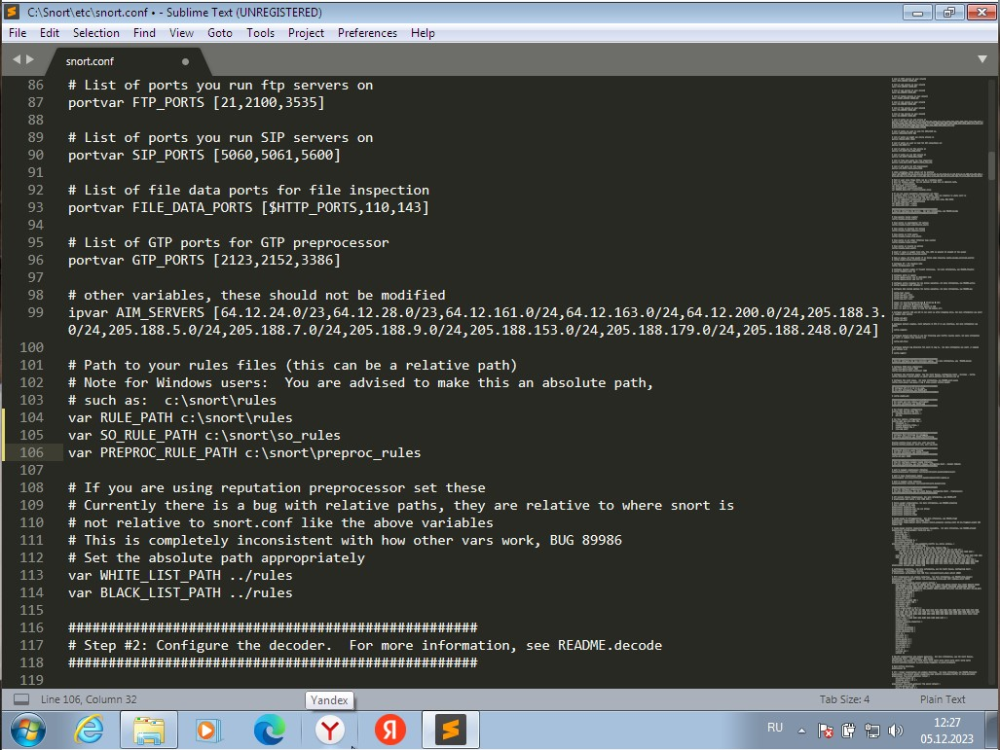 C:\Snort\etc\snort.conf • - Sublime Text (UNREGISTERED)
File Edit Selection Find View Goto Tools Project Preferences Help
snort.conf
86 # List of ports you run ftp servers on
87 portvar FTP_PORTS [21,2100,3535]
88
89 # List of ports you run SIP servers on
90 portvar SIP_PORTS [5060,5061,5600]
91
92 # List of file data ports for file inspection
93 portvar FILE_DATA_PORTS [$HTTP_PORTS,110,143]
94
95 # List of GTP ports for GTP preprocessor
96 portvar GTP_PORTS [2123,2152,3386]
97
98 # other variables, these should not be modified
99 ipvar AIM_SERVERS [64.12.24.0/23,64.12.28.0/23,64.12.161.0/24,64.12.163.0/24,64.12.200.0/24,205.188.3.
0/24,205.188.5.0/24,205.188.7.0/24,205.188.9.0/24,205.188.153.0/24,205.188.179.0/24,205.188.248.0/24]
100
101 # Path to your rules files (this can be a relative path)
102 # Note for Windows users:  You are advised to make this an absolute path,
103 # such as:  c:\snort\rules
104 var RULE_PATH c:\snort\rules
105 var SO_RULE_PATH c:\snort\so_rules
106 var PREPROC_RULE_PATH c:\snort\preproc_rules
107
108 # If you are using reputation preprocessor set these
109 # Currently there is a bug with relative paths, they are relative to where snort is
110 # not relative to snort.conf like the above variables
111 # This is completely inconsistent with how other vars work, BUG 89986
112 # Set the absolute path appropriately
113 var WHITE_LIST_PATH ../rules
114 var BLACK_LIST_PATH ../rules
115
116 ###################################################
117 # Step #2: Configure the decoder.  For more information, see README.decode
118 ###################################################
119
Line 106, Column 32 Tab Size: 4 Plain Text
Yandex
RU 12:27
05.12.2023